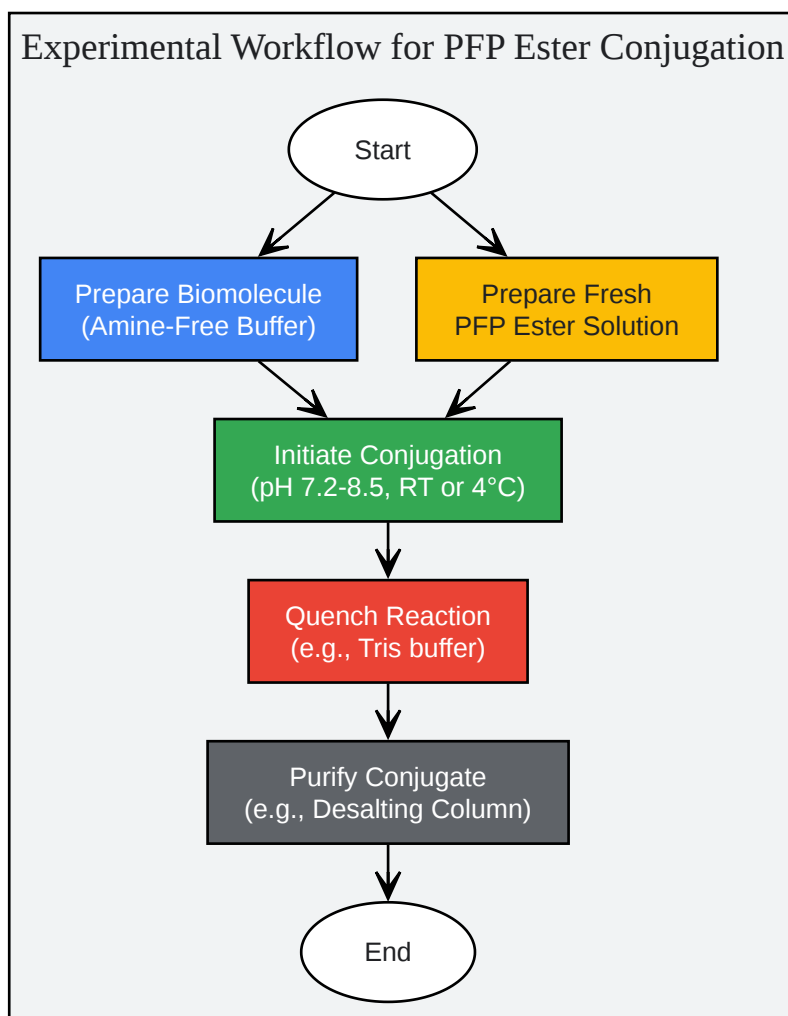 Experimental Workflow for PFP Ester Conjugation
Start
Prepare Biomolecule
(Amine-Free Buffer)
Prepare Fresh
PFP Ester Solution
Initiate Conjugation
(pH 7.2-8.5, RT or 4°C)
Quench Reaction
(e.g., Tris buffer)
Purify Conjugate
(e.g., Desalting Column)
End